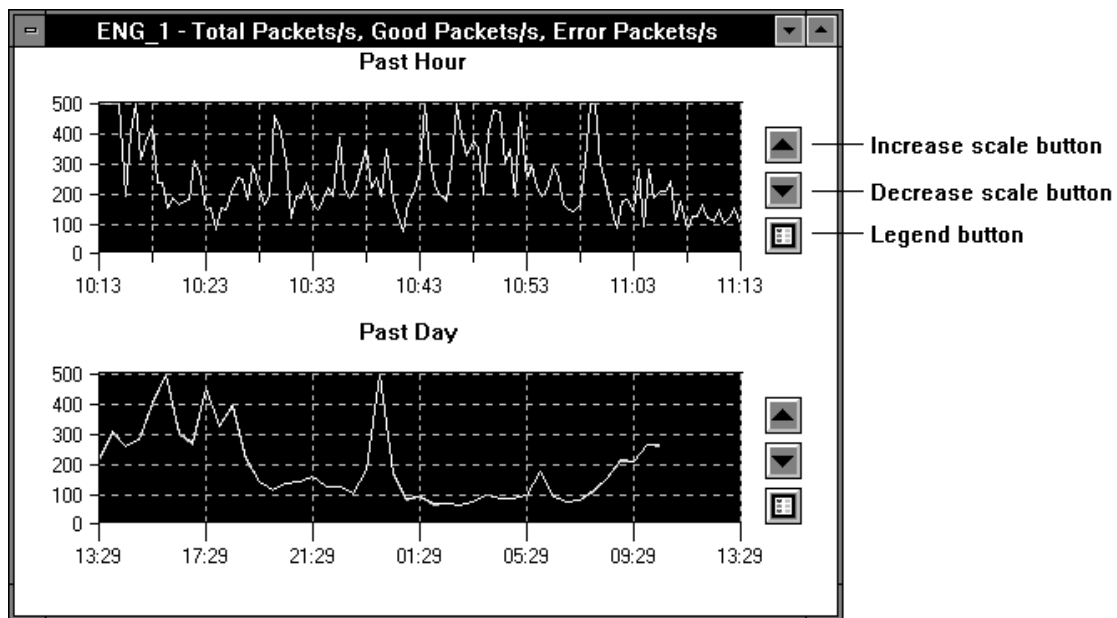 ENG_1 - Total Packets/s, Good Packets/s, Error Packets/s
Past Hour
500
400
300
200
100
0
10:13 10:23 10:33 10:43 10:53 11:03 11:13
Increase scale button
Decrease scale button
Legend button
Past Day
500
400
300
200
100
0
13:29 17:29 21:29 01:29 05:29 09:29 13:29